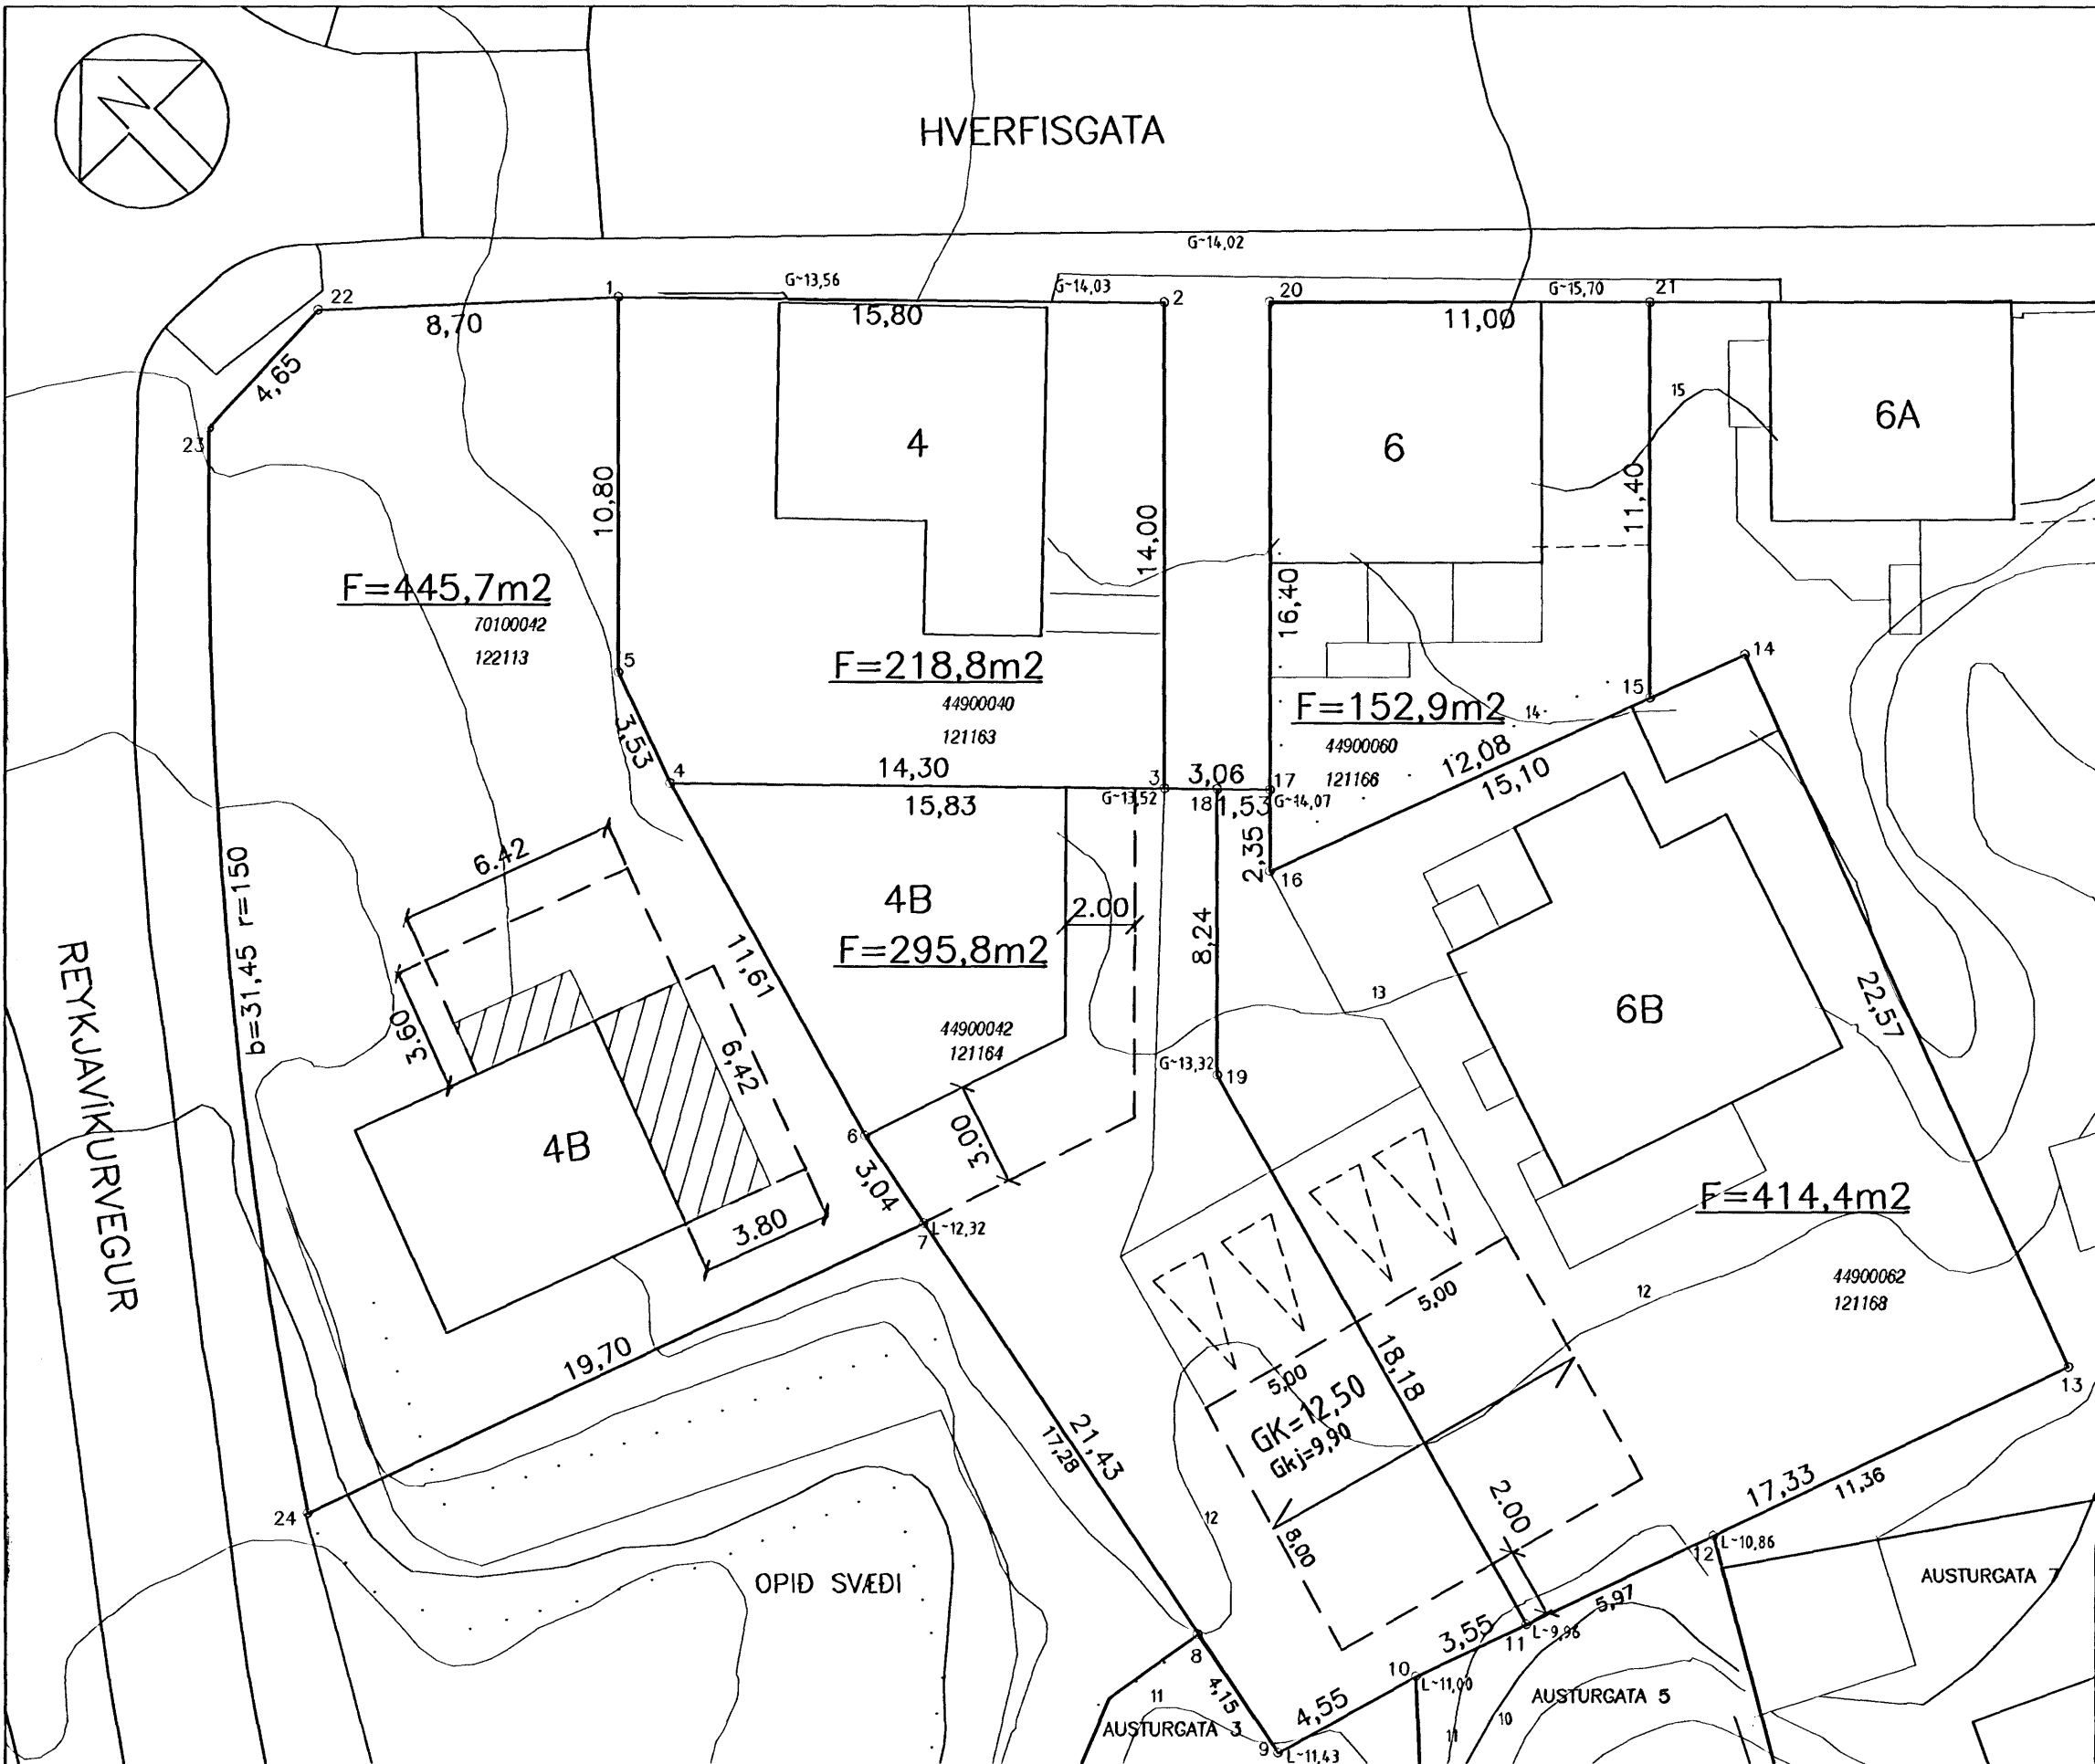 HVERFISGATA
G~14,02
G~13,56
G~14,03
G~15,70
22
1
2
20
21
8,70
15,80
11,00
4,65
15
23
4
6
6A
10,80
14,00
11,40
16,40
F=445,7m2
70100042
122113
5
F=218,8m2
44900040
121163
14
15
F=152,9m2
14
44900060
121166
3,53
4
14,30
3
3,06
17
12,08
15,10
15,83
G~13,52
18
1,53
G~14,07
2,35
16
6.42
4B
2.00
F=295,8m2
8,24
b=31,45 r=150
REYKJAVÍKURVEGUR
11,61
3.60
13
6B
22,57
44900042
121164
6,42
G~13,32
19
4B
6
3.00
3,04
F=414,4m2
3.80
L~12,32
7
44900062
121168
12
5,00
19,70
18,18
5,00
13
GK=12,50
Gkj=9,90
21,43
17,28
2.00
17,33
11,36
24
12
8,00
12
L~10,86
OPIÐ SVÆÐI
AUSTURGATA 7
5,97
3,55
11
L~9,96
8
10
L~11,00
4,15
4,55
11
AUSTURGATA 3
AUSTURGATA 5
10
11
9
L~11,43